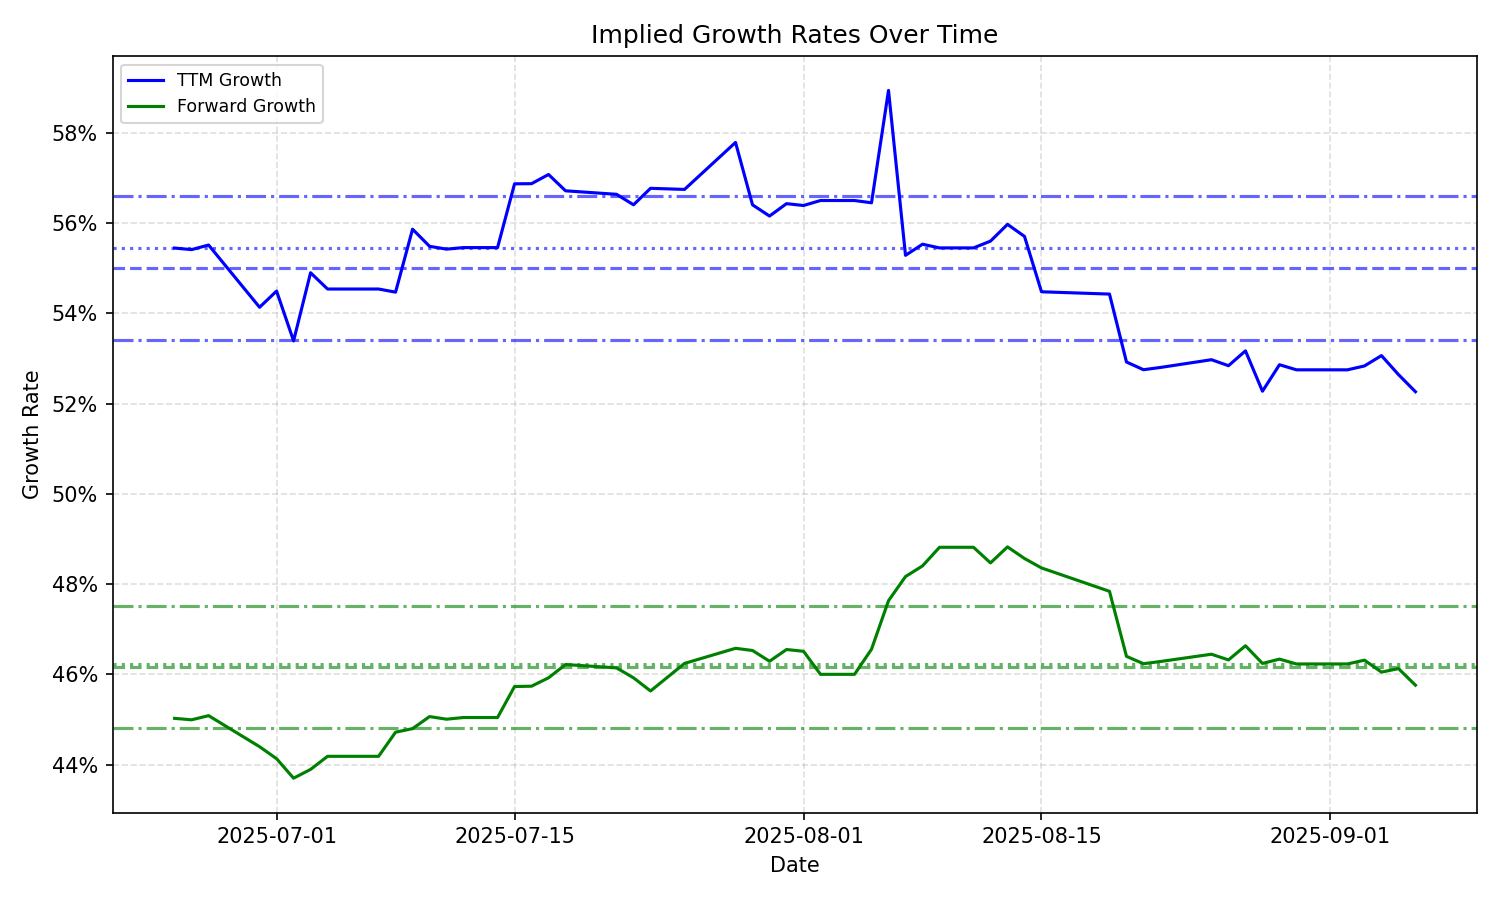 Implied Growth Rates Over Time
TTM Growth
Forward Growth
58%
56%
54%
52%
50%
48%
46%
44%
Growth Rate
2025-07-01
2025-07-15
2025-08-01
2025-08-15
2025-09-01
Date